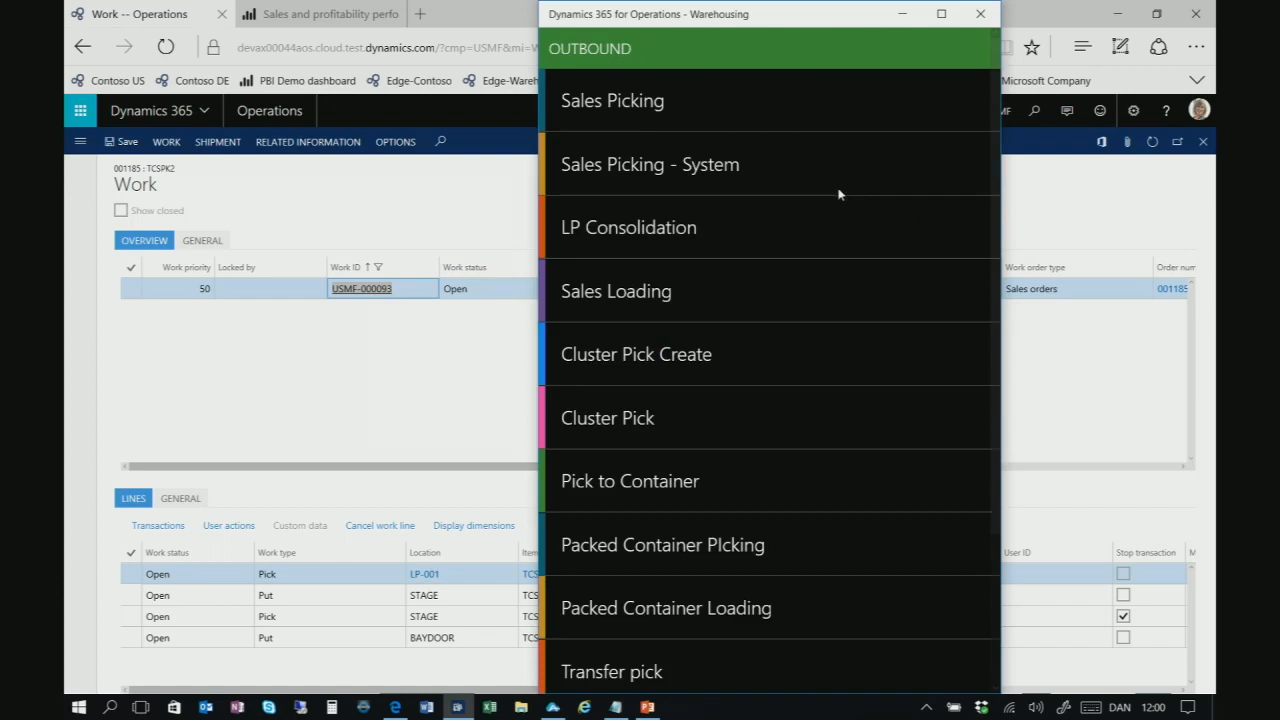 Work -- Operations
Sales and profitability perfo
Dynamics 365 for Operations - Warehousing
devax00044aos.cloud.test.dynamics.com/?cmp=USMF&mi=W
Contoso US
Contoso DE
PBI Demo dashboard
Edge-Contoso
Edge-Wareh
Microsoft Company
Dynamics 365
Operations
MF
Save
WORK
SHIPMENT
RELATED INFORMATION
OPTIONS
001185 : TCSPK2
Work
Show closed
OVERVIEW
GENERAL
Work priority
Locked by
Work ID
Work status
Work order type
Order num
50
USMF-000093
Open
Sales orders
001185
LINES
GENERAL
Transactions
User actions
Custom data
Cancel work line
Display dimensions
Work status
Work type
Location
Item
User ID
Stop transaction
M
Open
Pick
LP-001
TCS
Open
Put
STAGE
TCS
Open
Pick
STAGE
TCS
Open
Put
BAYDOOR
TCS
OUTBOUND
Sales Picking
Sales Picking - System
LP Consolidation
Sales Loading
Cluster Pick Create
Cluster Pick
Pick to Container
Packed Container PIcking
Packed Container Loading
Transfer pick
DAN
12:00